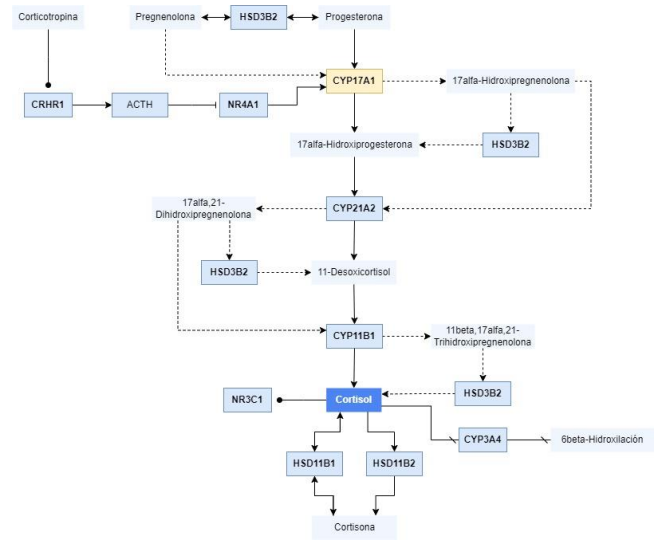 Corticotropina
Pregnenolona
HSD3B2
Progesterona
CYP17A1
17alfa-Hidroxipregnenolona
CRHR1
ACTH
NR4A1
17alfa-Hidroxiprogesterona
HSD3B2
17alfa,21-
Dihidroxipregnenolona
CYP21A2
HSD3B2
11-Desoxicortisol
CYP11B1
11beta,17alfa,21-
Trihidroxipregnenolona
NR3C1
Cortisol
HSD3B2
CYP3A4
6beta-Hidroxilación
HSD11B1
HSD11B2
Cortisona